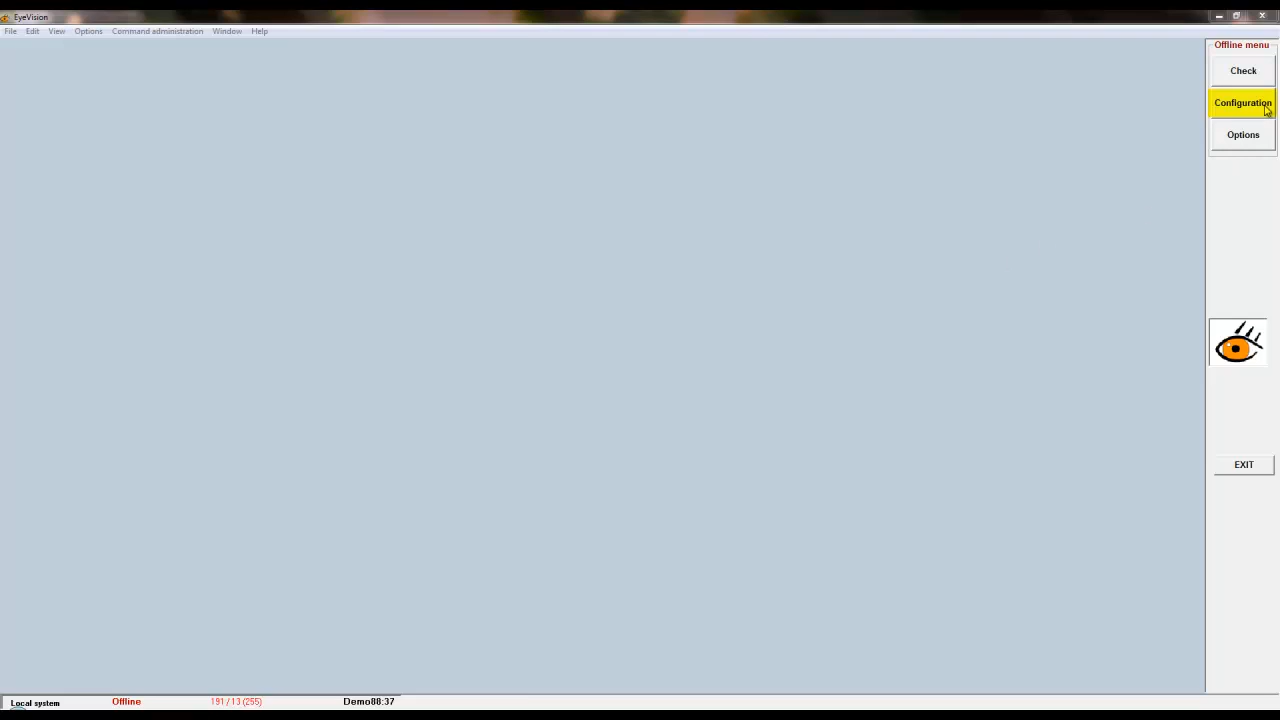 EyeVision
File Edit View Options Command administration Window Help
Offline menu
Check
Configuration
Options
EXIT
Local system Offline 191 / 13 (255) Demo88:37